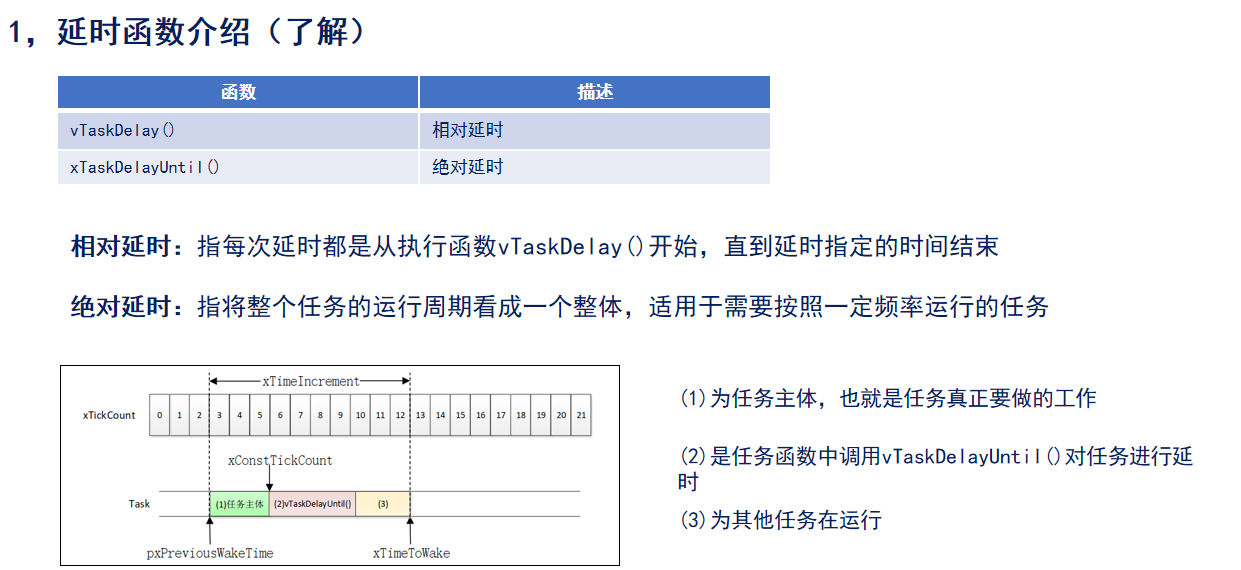 1，延时函数介绍（了解）
函数 描述
vTaskDelay() 相对延时
xTaskDelayUntil() 绝对延时
相对延时：指每次延时都是从执行函数vTaskDelay()开始，直到延时指定的时间结束
绝对延时：指将整个任务的运行周期看成一个整体，适用于需要按照一定频率运行的任务
xTimeIncrement
xTickCount 0 1 2 3 4 5 6 7 8 9 10 11 12 13 14 15 16 17 18 19 20 21
xConstTickCount
Task (1)任务主体 (2)vTaskDelayUntil() (3)
pxPreviousWakeTime xTimeToWake
(1)为任务主体，也就是任务真正要做的工作
(2)是任务函数中调用vTaskDelayUntil()对任务进行延
时
(3)为其他任务在运行